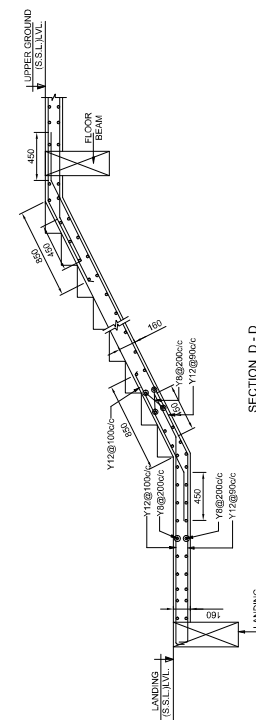 UPPER GROUND
(S.S.L.)LVL.
450
FLOOR
BEAM
850
450
160
Y12@100c/c
850
Y8@200c/c
Y12@90c/c
450
Y12@100c/c
Y8@200c/c
450
Y8@200c/c
Y12@90c/c
160
LANDING
(S.S.L.)LVL.
LANDING
SECTION D - D